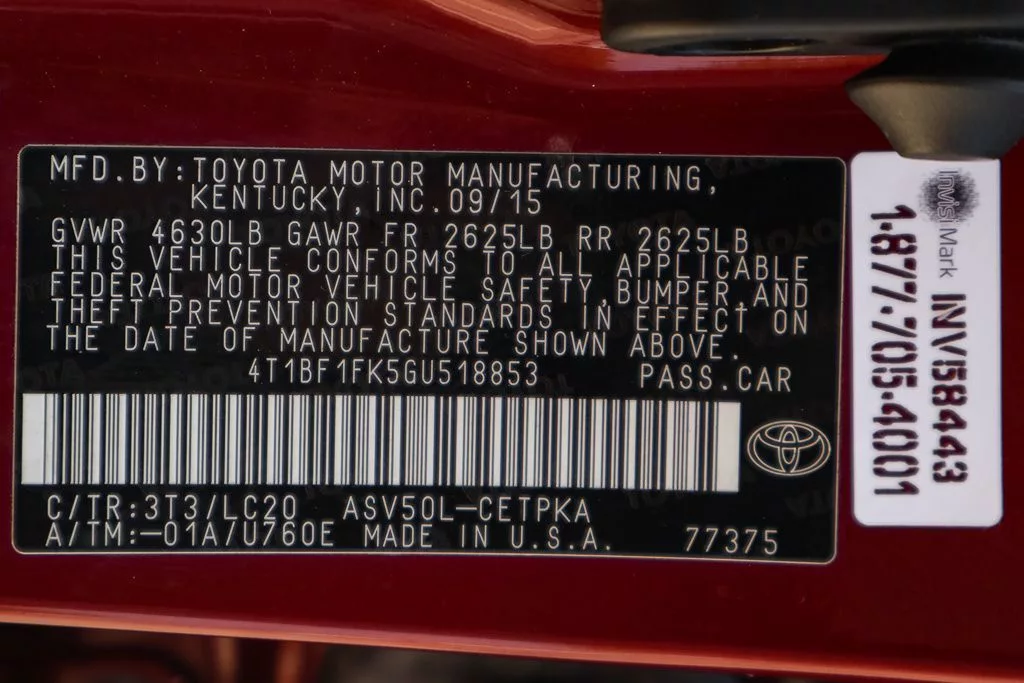 MFD.BY:TOYOTA MOTOR MANUFACTURING,
KENTUCKY,INC.09/15
GVWR 4630LB GAWR FR 2625LB RR 2625LB
THIS VEHICLE CONFORMS TO ALL APPLICABLE
FEDERAL MOTOR VEHICLE SAFETY,BUMPER,AND
THEFT PREVENTION STANDARDS IN EFFECT ON
THE DATE OF MANUFACTURE SHOWN ABOVE.
4T1BF1FK5GU518853 PASS.CAR
C/TR:3T3/LC20 ASV50L-CETPKA
A/TM:-01A/U760E MADE IN U.S.A. 77375
InvisiMark INV58443
1-877-705-4001